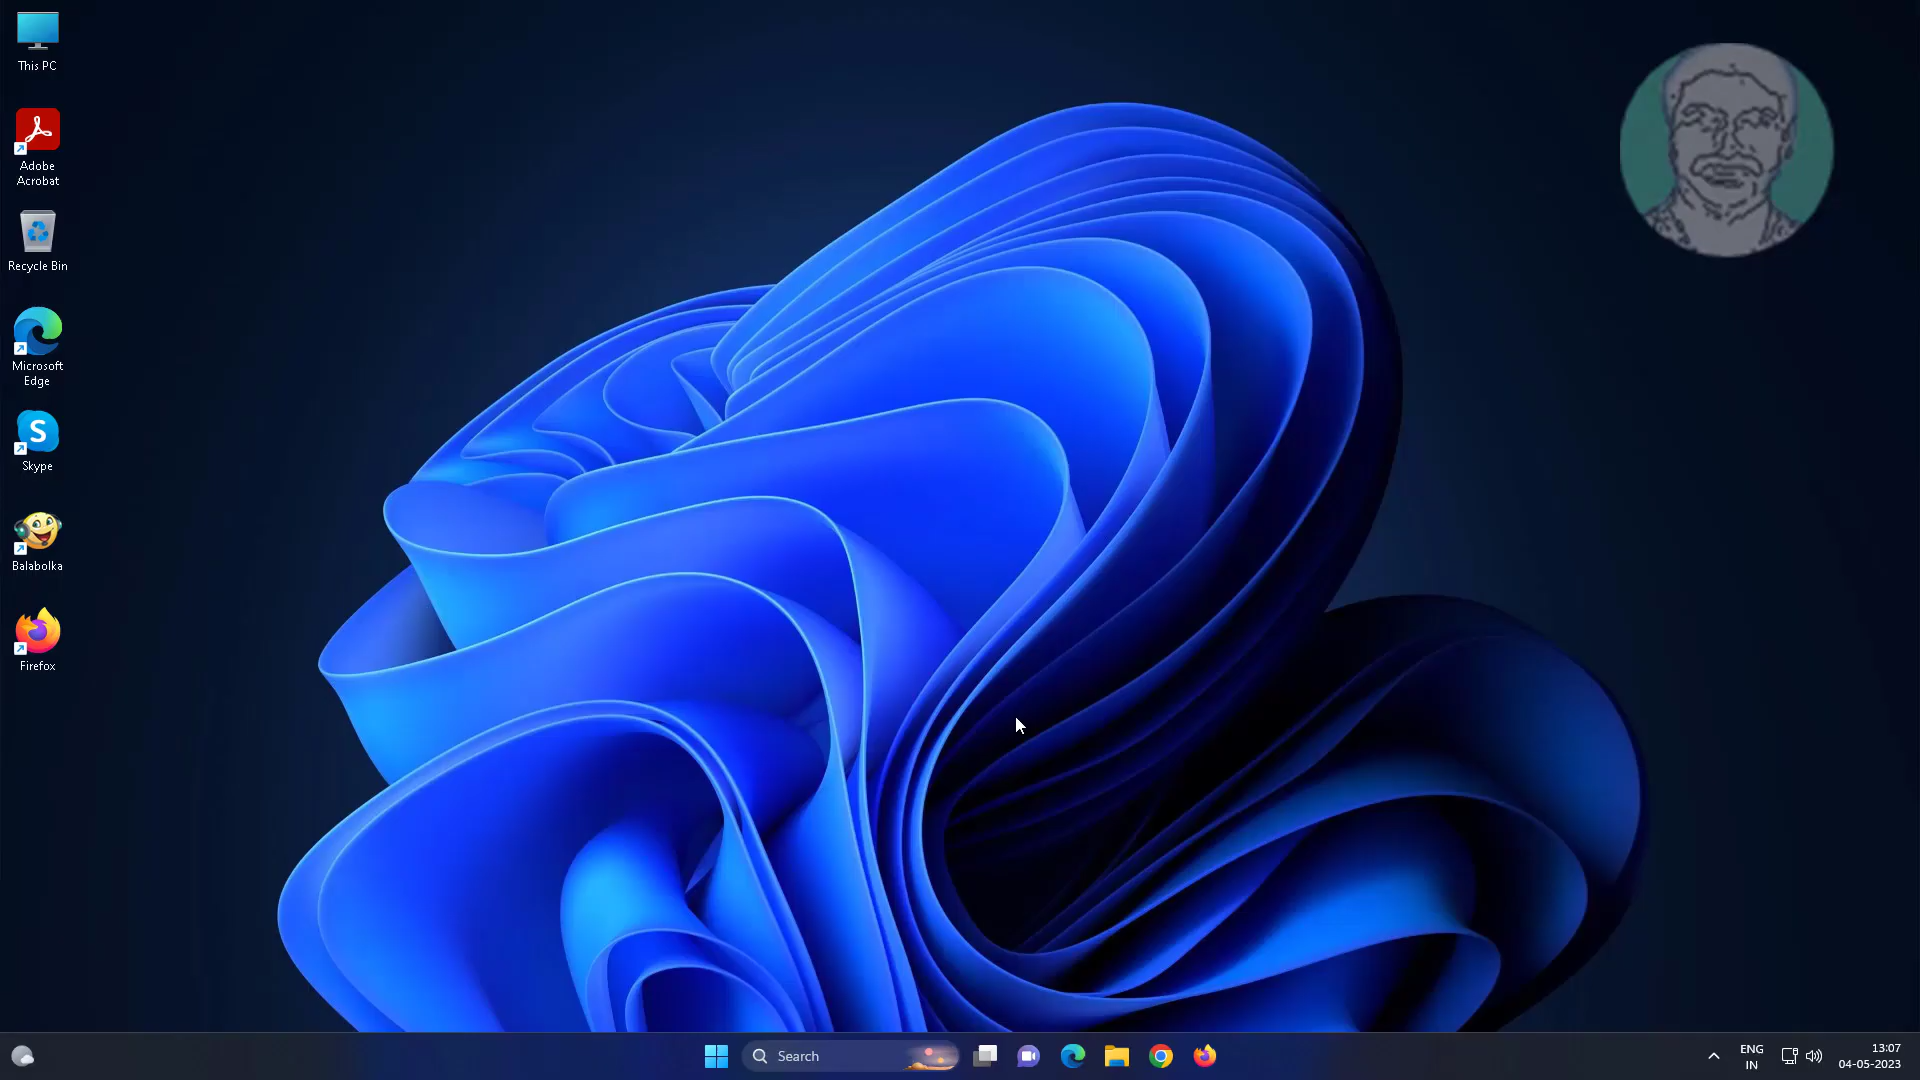 This PC
Adobe
Acrobat
Recycle Bin
Microsoft
Edge
S
Skype
Balabolka
Firefox
Search
ENG
IN
13:07
04-05-2023